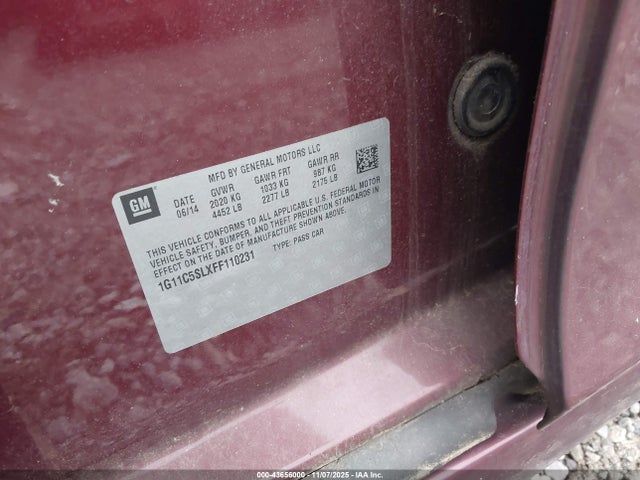 GM
MFD BY GENERAL MOTORS LLC
DATE GVWR GAWR FRT GAWR RR
06/14 2020 KG 1033 KG 987 KG
4452 LB 2277 LB 2175 LB
THIS VEHICLE CONFORMS TO ALL APPLICABLE U.S. FEDERAL MOTOR
VEHICLE SAFETY, BUMPER, AND THEFT PREVENTION STANDARDS IN
EFFECT ON THE DATE OF MANUFACTURE SHOWN ABOVE.
1G11C5SLXFF110231 TYPE: PASS CAR
000-43656000 - 11/07/2025 - IAA Inc.